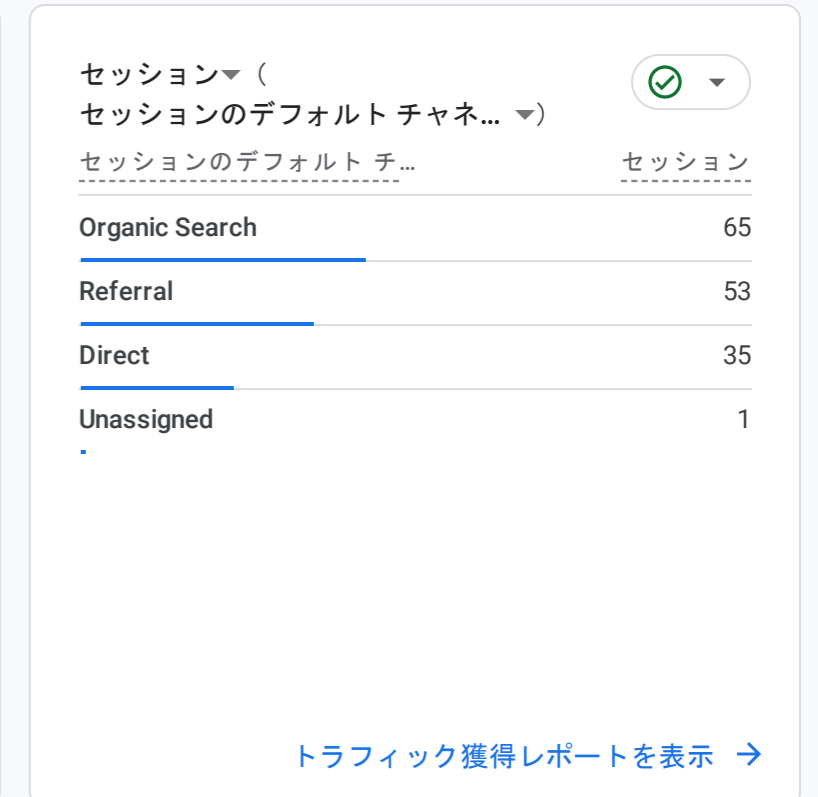 セッション (
セッションのデフォルト チャネ... )
セッションのデフォルト チ... セッション
Organic Search 65
Referral 53
Direct 35
Unassigned 1
トラフィック獲得レポートを表示 →